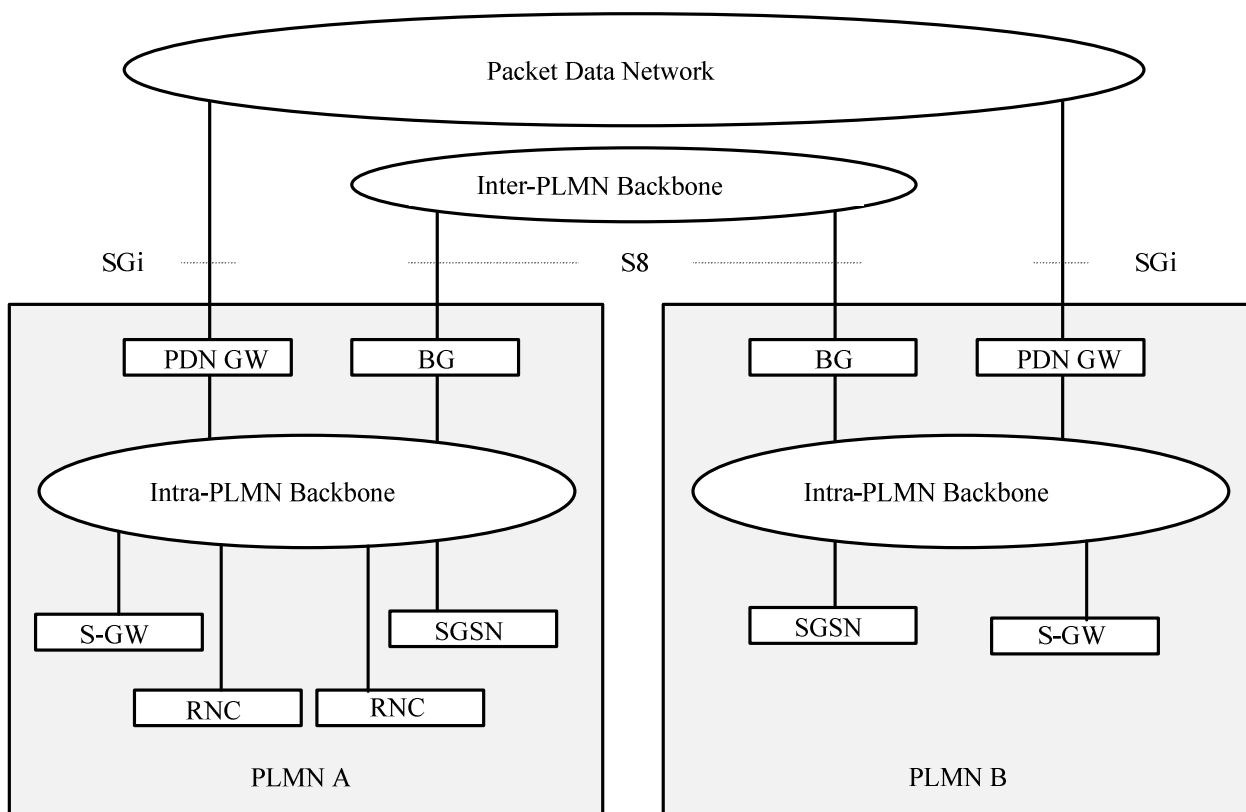 Packet Data Network
Inter-PLMN Backbone
SGi
S8
SGi
PDN GW
BG
BG
PDN GW
Intra-PLMN Backbone
Intra-PLMN Backbone
S-GW
SGSN
SGSN
S-GW
RNC
RNC
PLMN A
PLMN B